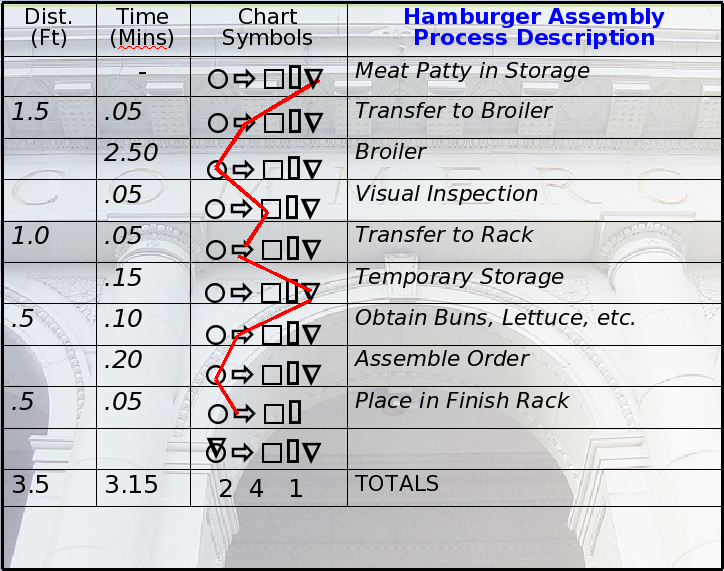 Dist. (Ft) Time (Mins) Chart Symbols Hamburger Assembly Process Description
- ○⇨□▯▽ Meat Patty in Storage
1.5 .05 ○⇨□▯▽ Transfer to Broiler
2.50 ○⇨□▯▽ Broiler
.05 ○⇨□▯▽ Visual Inspection
1.0 .05 ○⇨□▯▽ Transfer to Rack
.15 ○⇨□▯▽ Temporary Storage
.5 .10 ○⇨□▯▽ Obtain Buns, Lettuce, etc.
.20 ○⇨□▯▽ Assemble Order
.5 .05 ○⇨□▯ Place in Finish Rack
▽○⇨□▯▽
3.5 3.15 2 4 1 TOTALS